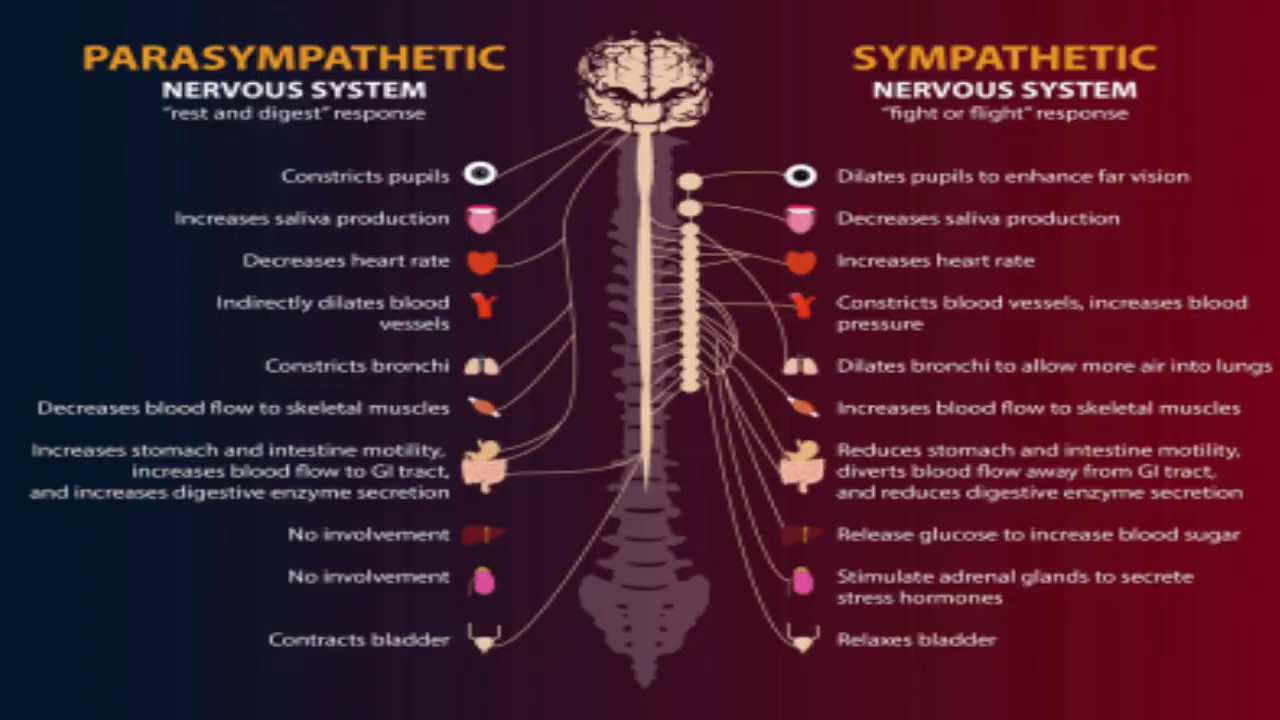 PARASYMPATHETIC
NERVOUS SYSTEM
"rest and digest" response
Constricts pupils
Increases saliva production
Decreases heart rate
Indirectly dilates blood
vessels
Constricts bronchi
Decreases blood flow to skeletal muscles
Increases stomach and intestine motility,
increases blood flow to GI tract,
and increases digestive enzyme secretion
No involvement
No involvement
Contracts bladder
SYMPATHETIC
NERVOUS SYSTEM
"fight or flight" response
Dilates pupils to enhance far vision
Decreases saliva production
Increases heart rate
Constricts blood vessels, increases blood
pressure
Dilates bronchi to allow more air into lungs
Increases blood flow to skeletal muscles
Reduces stomach and intestine motility,
diverts blood flow away from GI tract,
and reduces digestive enzyme secretion
Release glucose to increase blood sugar
Stimulate adrenal glands to secrete
stress hormones
Relaxes bladder